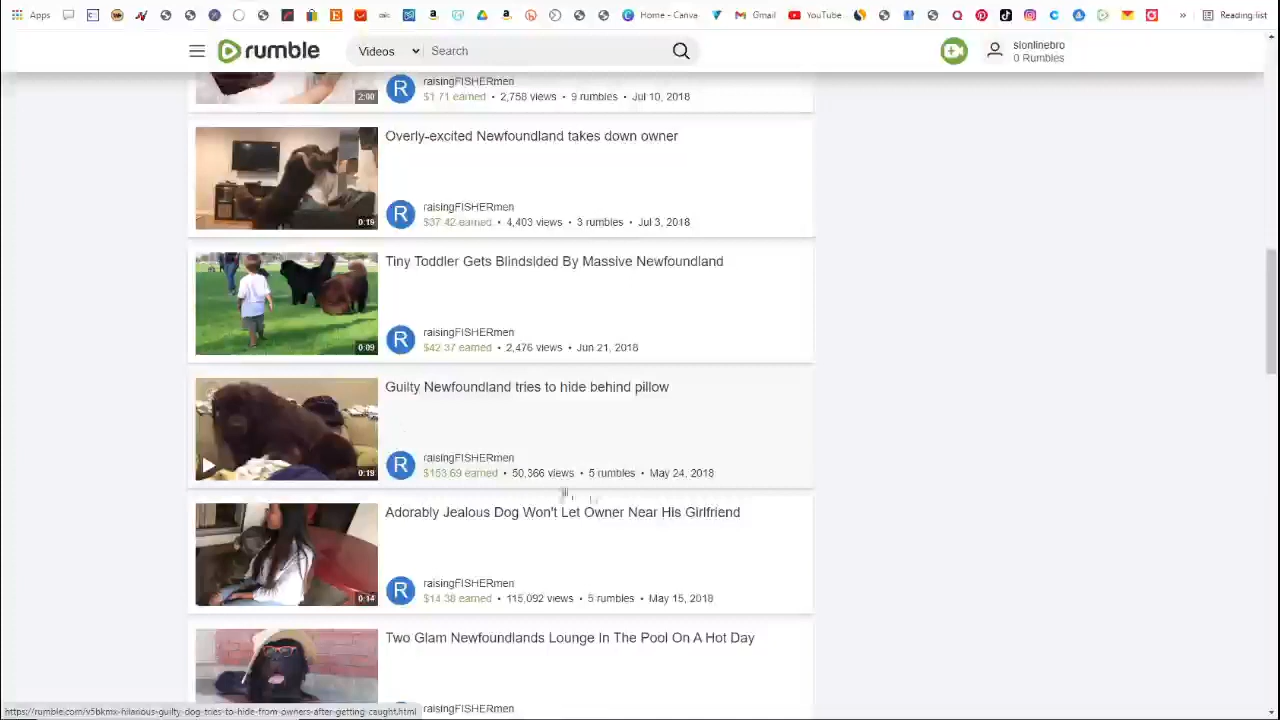 Home - Canva
Gmail
YouTube
»
Reading list
rumble
Videos
Search
slonlinebro
0 Rumbles
2:00
R
raisingFISHERmen
$1.71 earned • 2,758 views • 9 rumbles • Jul 10, 2018
Overly-excited Newfoundland takes down owner
0:19
R
raisingFISHERmen
$37.42 earned • 4,403 views • 3 rumbles • Jul 3, 2018
Tiny Toddler Gets Blindsided By Massive Newfoundland
0:09
R
raisingFISHERmen
$42.37 earned • 2,476 views • Jun 21, 2018
Guilty Newfoundland tries to hide behind pillow
0:19
R
raisingFISHERmen
earned • 50,366 views • 5 rumbles • 24, 2018
Adorably Jealous Dog Won't Let Owner Near His Girlfriend
0:14
R
raisingFISHERmen
$14.38 earned • 115,092 views • 5 rumbles • 15, 2018
Two Glam Newfoundlands Lounge In The Pool On A Hot Day
raisingFISHERmen
https://rumble.com/v5bkmx-hilarious-guilty-dog-tries-to-hide-from-owners-after-getting-caught.html